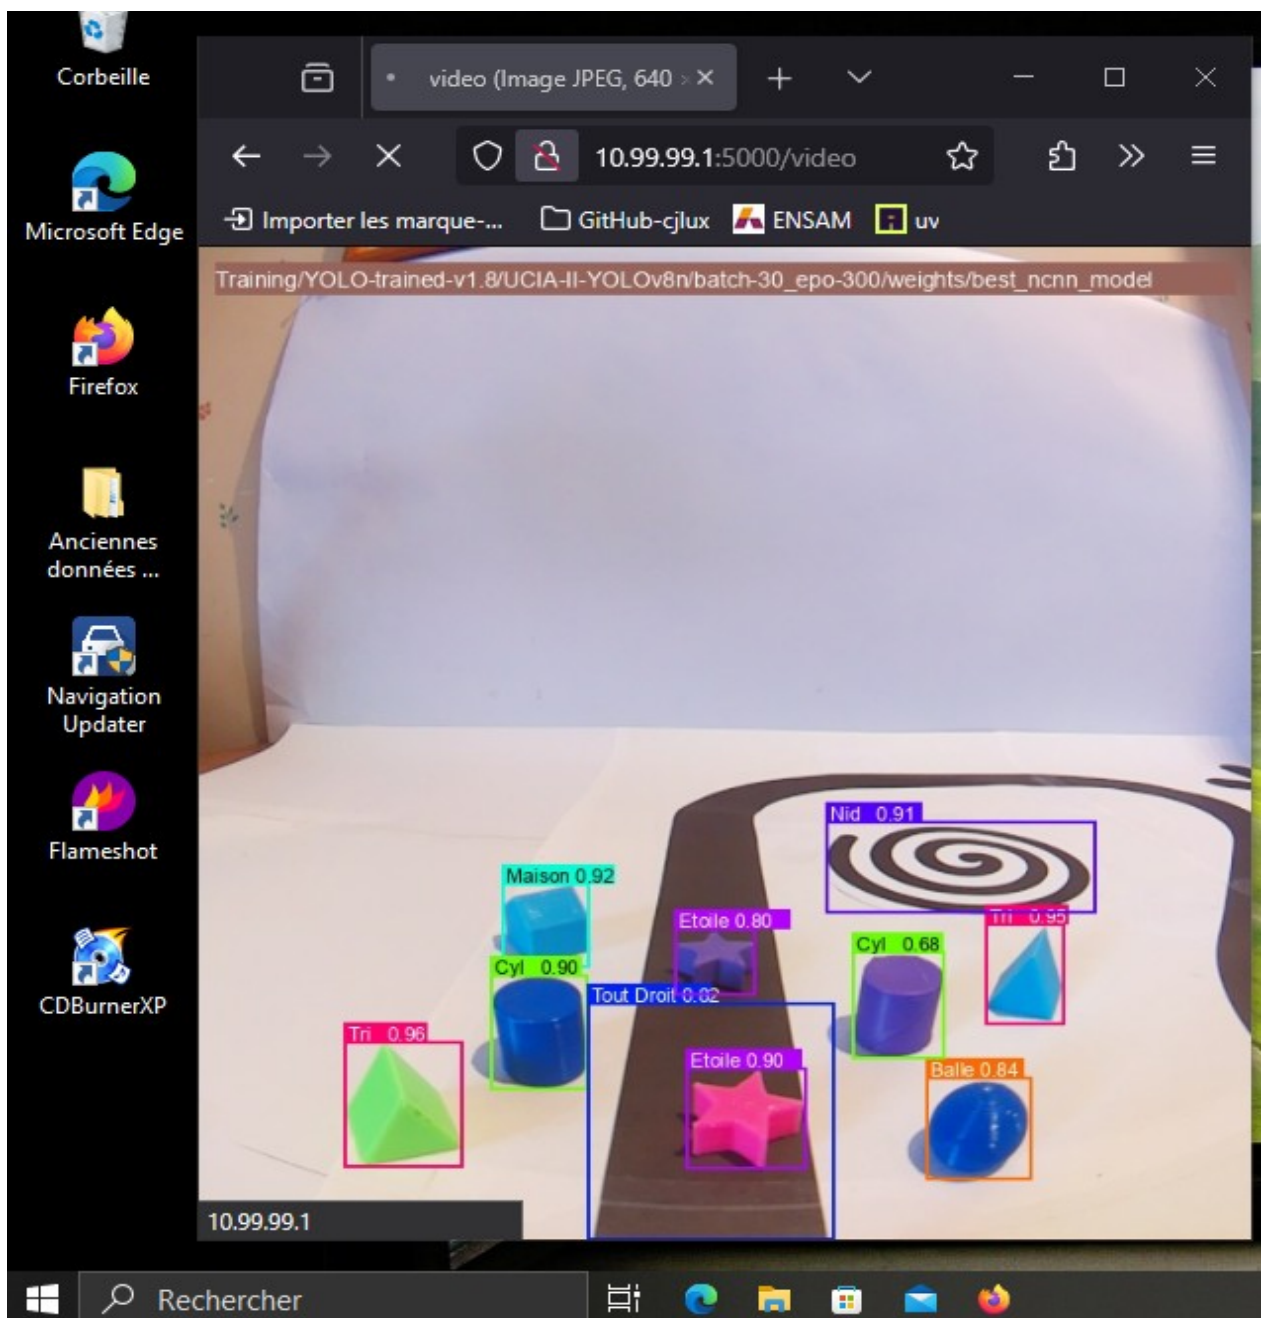 Corbeille
Microsoft Edge
Firefox
Anciennes
données ...
Navigation
Updater
Flameshot
CDBurnerXP
video (Image JPEG, 640
10.99.99.1:5000/video
Importer les marque-...
GitHub-cjlux
ENSAM
uv
Training/YOLO-trained-v1.8/UCIA-II-YOLOv8n/batch-30_epo-300/weights/best_ncnn_model
Nid 0.91
Maison 0.92
Etoile 0.80
Tri 0.95
Cyl 0.68
Cyl 0.90
Tout Droit 0.82
Tri 0.96
Etoile 0.90
Balle 0.84
10.99.99.1
Rechercher